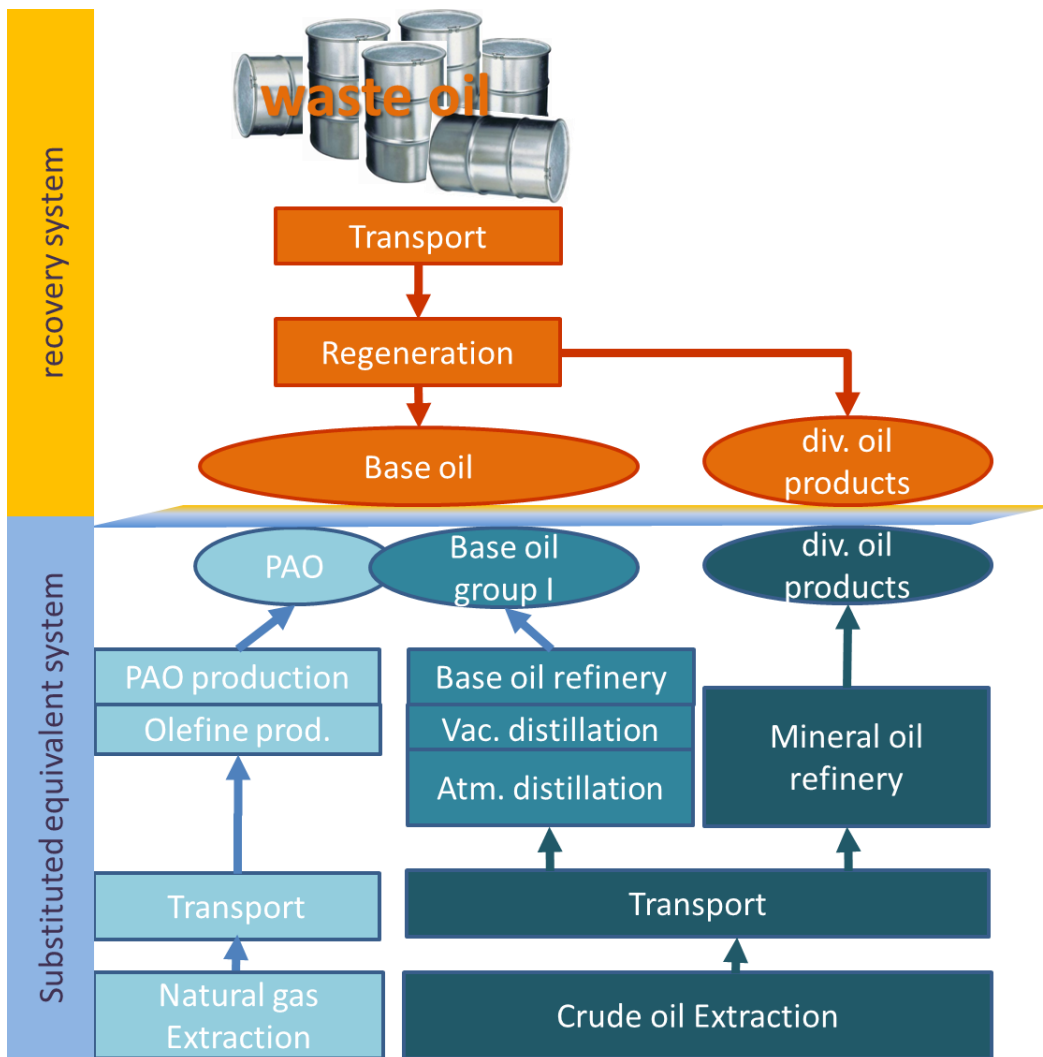 recovery system
waste oil
Transport
Regeneration
Base oil
div. oil
products
Substituted equivalent system
PAO
Base oil
group I
div. oil
products
PAO production
Olefine prod.
Base oil refinery
Vac. distillation
Atm. distillation
Mineral oil
refinery
Transport
Transport
Natural gas
Extraction
Crude oil Extraction